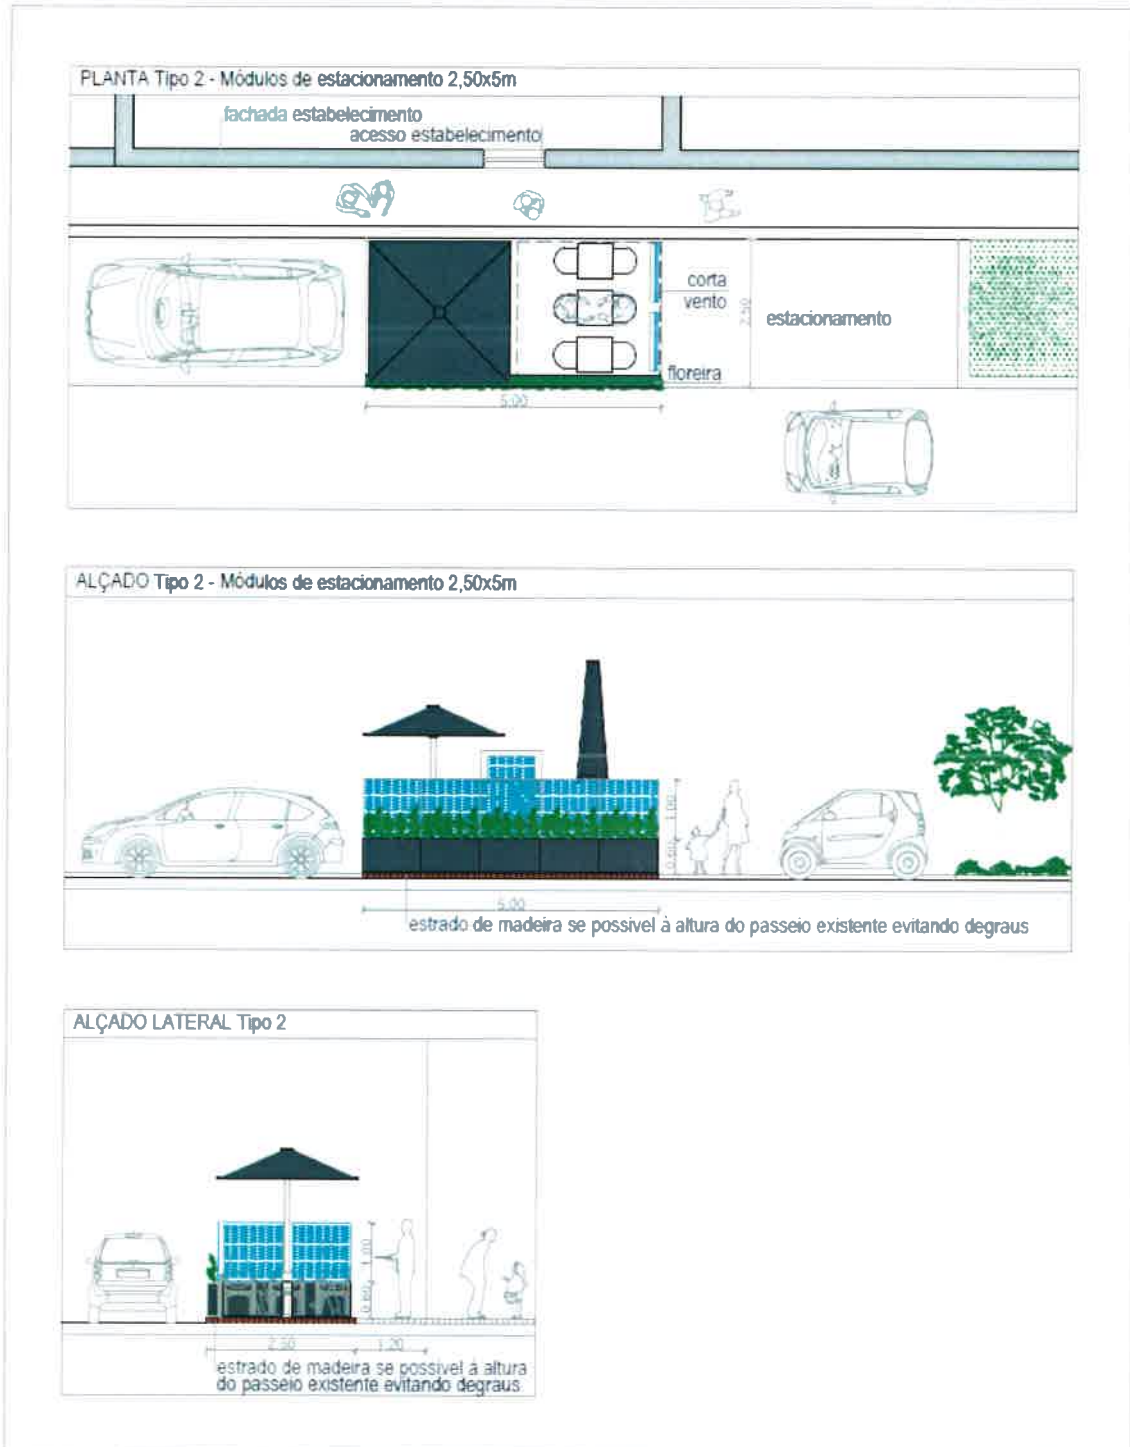 PLANTA Tipo 2 - Módulos de estacionamento 2,50x5m
fachada estabelecimento
acesso estabelecimento
corta
vento
2.50
estacionamento
floreira
5.00
ALÇADO Tipo 2 - Módulos de estacionamento 2,50x5m
1.00
0.60
5.00
estrado de madeira se possivel à altura do passeio existente evitando degraus
ALÇADO LATERAL Tipo 2
1.00
0.60
2.50
1.20
estrado de madeira se possivel à altura
do passeio existente evitando degraus